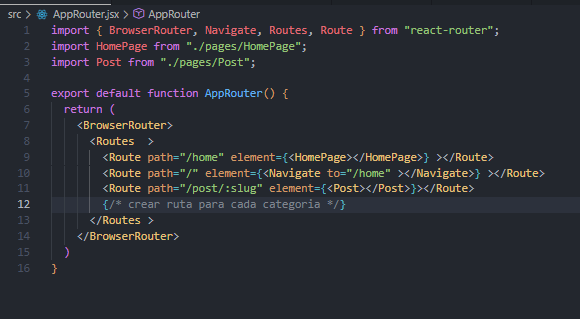 src > AppRouter.jsx > AppRouter
1 import { BrowserRouter, Navigate, Routes, Route } from "react-router";
2 import HomePage from "./pages/HomePage";
3 import Post from "./pages/Post";
4
5 export default function AppRouter() {
6   return (
7     <BrowserRouter>
8       <Routes  >
9         <Route path="/home" element={<HomePage></HomePage>} ></Route>
10         <Route path="/" element={<Navigate to="/home" ></Navigate>} ></Route>
11         <Route path="/post/:slug" element={<Post></Post>}></Route>
12         {/* crear ruta para cada categoria */}
13       </Routes >
14     </BrowserRouter>
15   )
16 }